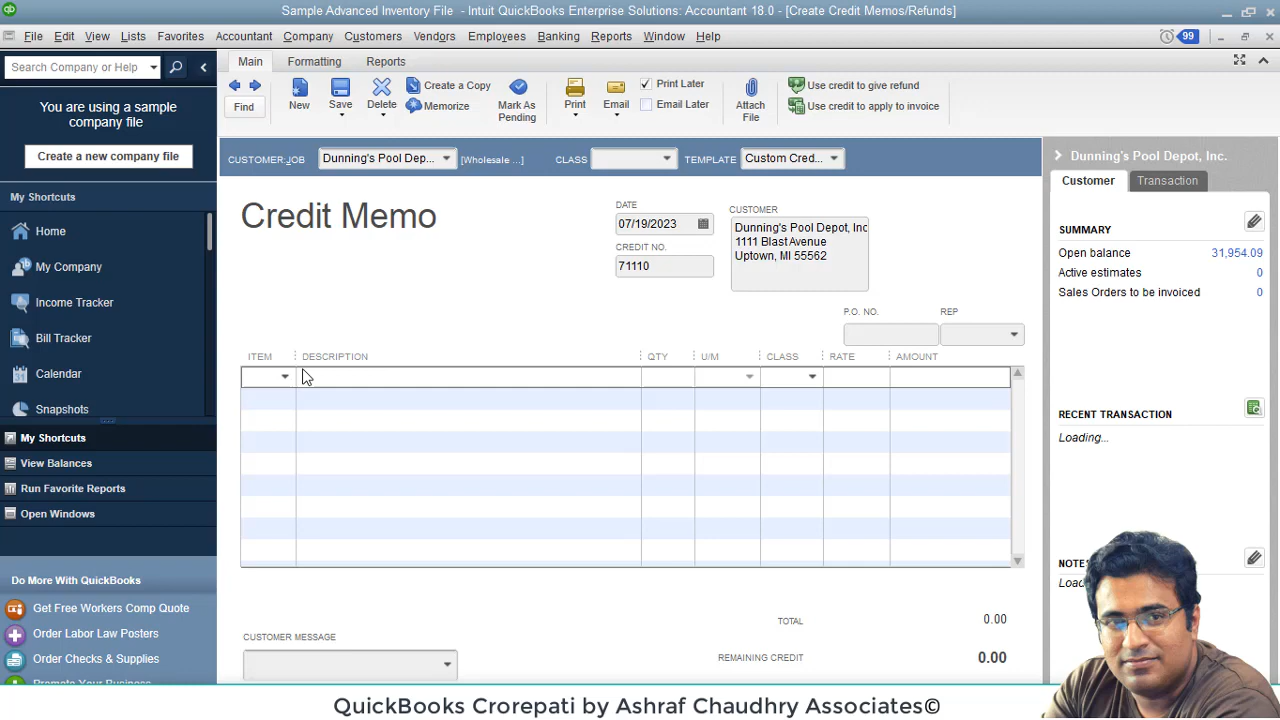 Sample Advanced Inventory File - Intuit QuickBooks Enterprise Solutions: Accountant 18.0 - [Create Credit Memos/Refunds]
File Edit View Lists Favorites Accountant Company Customers Vendors Employees Banking Reports Window Help 99
Search Company or Help
Main Formatting Reports
Find New Save Delete Create a Copy Memorize Mark As Pending Print Email Print Later Email Later Attach File Use credit to give refund Use credit to apply to invoice
You are using a sample
company file
Create a new company file
My Shortcuts
Home
My Company
Income Tracker
Bill Tracker
Calendar
Snapshots
My Shortcuts
View Balances
Run Favorite Reports
Open Windows
Do More With QuickBooks
Get Free Workers Comp Quote
Order Labor Law Posters
Order Checks & Supplies
Promote Your Business
CUSTOMER:JOB Dunning's Pool Dep... [Wholesale ...] CLASS TEMPLATE Custom Cred...
Credit Memo
DATE
07/19/2023
CREDIT NO.
71110
CUSTOMER
Dunning's Pool Depot, Inc
1111 Blast Avenue
Uptown, MI 55562
P.O. NO. REP
ITEM DESCRIPTION QTY U/M CLASS RATE AMOUNT
TOTAL 0.00
CUSTOMER MESSAGE
REMAINING CREDIT 0.00
Dunning's Pool Depot, Inc.
Customer Transaction
SUMMARY
Open balance 31,954.09
Active estimates 0
Sales Orders to be invoiced 0
RECENT TRANSACTION
Loading...
QuickBooks Crorepati by Ashraf Chaudhry Associates©